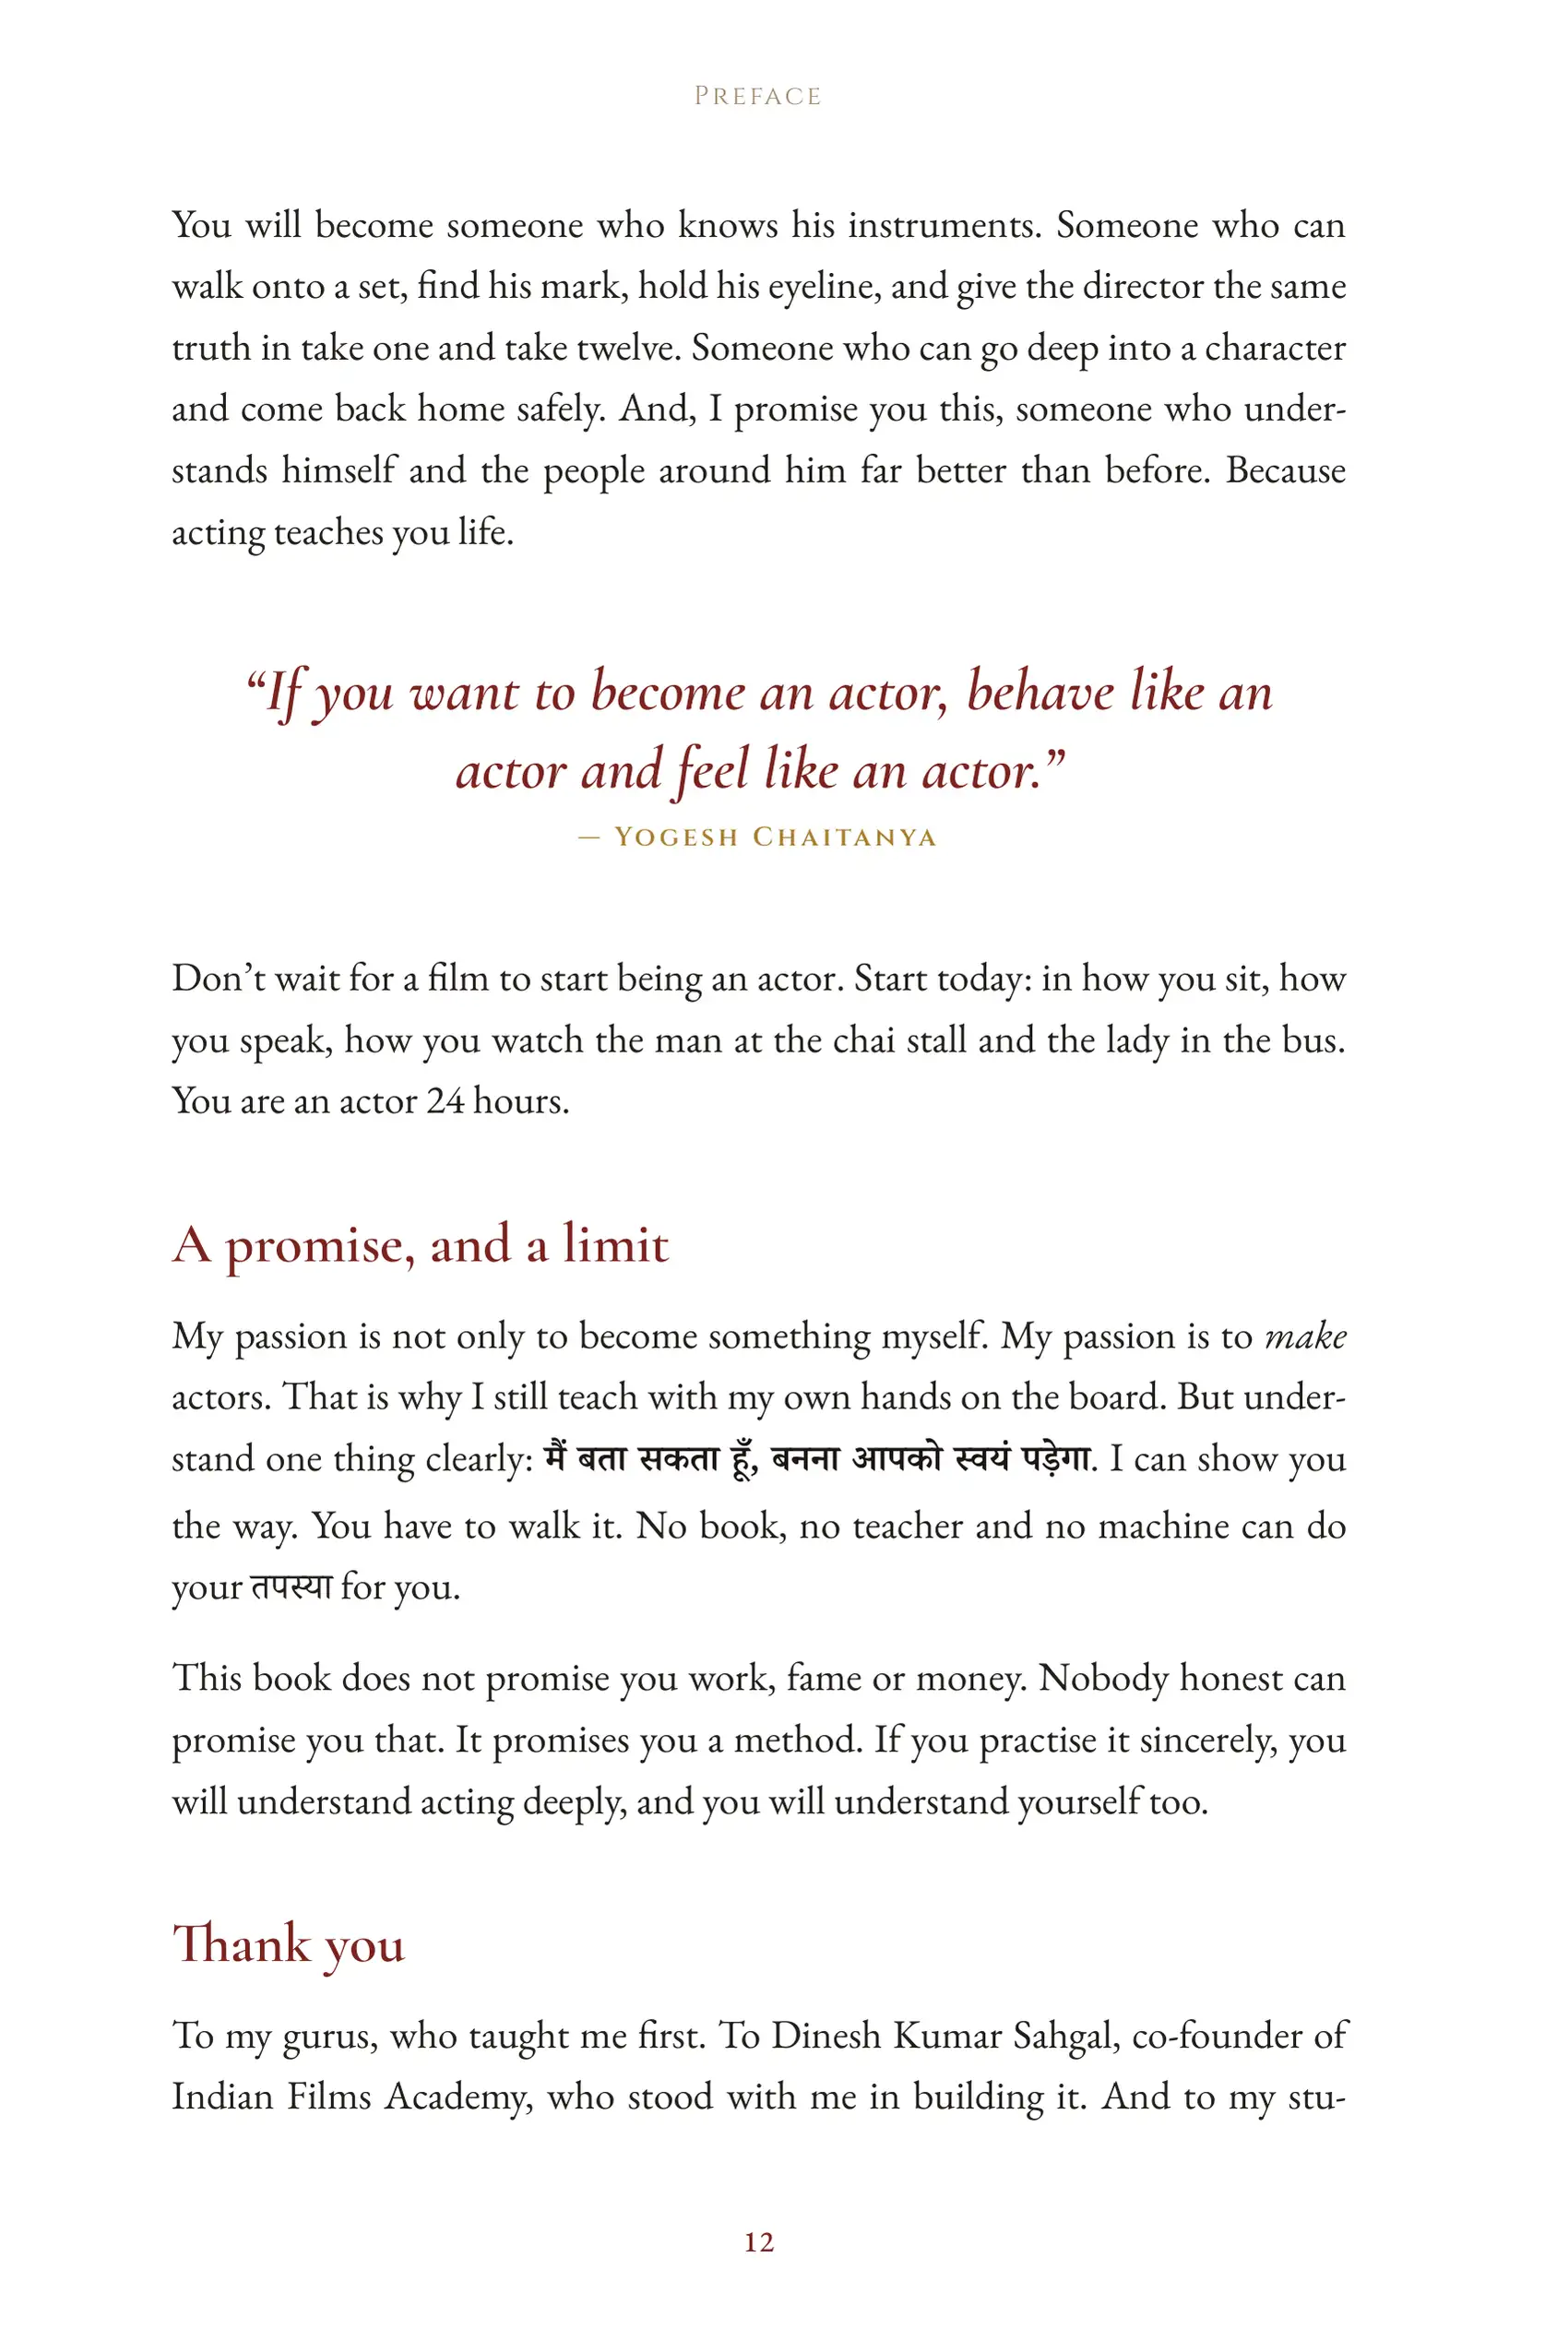 PREFACE
You will become someone who knows his instruments. Someone who can
walk onto a set, find his mark, hold his eyeline, and give the director the same
truth in take one and take twelve. Someone who can go deep into a character
and come back home safely. And, I promise you this, someone who under-
stands himself and the people around him far better than before. Because
acting teaches you life.
“If you want to become an actor, behave like an
actor and feel like an actor.”
— YOGESH CHAITANYA
Don’t wait for a film to start being an actor. Start today: in how you sit, how
you speak, how you watch the man at the chai stall and the lady in the bus.
You are an actor 24 hours.
A promise, and a limit
My passion is not only to become something myself. My passion is to make
actors. That is why I still teach with my own hands on the board. But under-
stand one thing clearly: मैं बता सकता हूँ, बनना आपको स्वयं पड़ेगा. I can show you
the way. You have to walk it. No book, no teacher and no machine can do
your तपस्या for you.
This book does not promise you work, fame or money. Nobody honest can
promise you that. It promises you a method. If you practise it sincerely, you
will understand acting deeply, and you will understand yourself too.
Thank you
To my gurus, who taught me first. To Dinesh Kumar Sahgal, co-founder of
Indian Films Academy, who stood with me in building it. And to my stu-
12